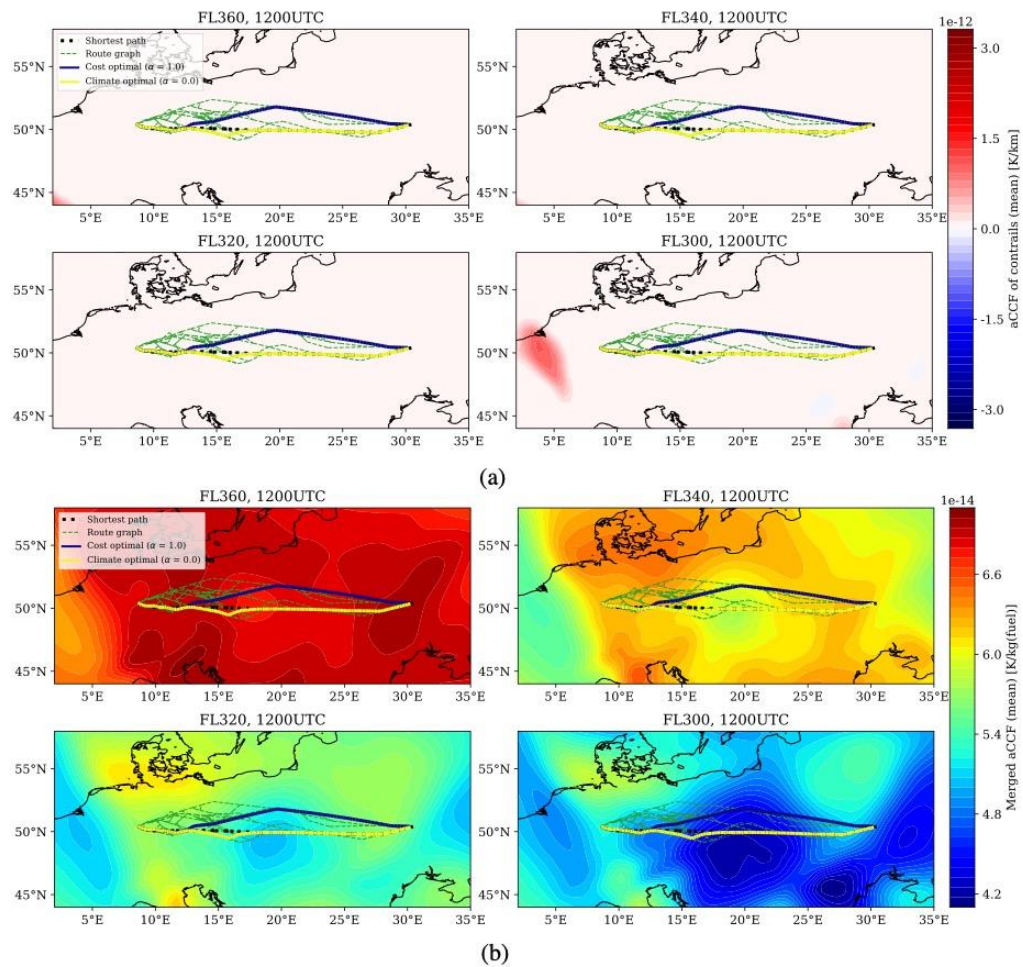 FL360, 1200UTC
FL340, 1200UTC
1e-12
Shortest path
Route graph
Cost optimal (α = 1.0)
Climate optimal (α = 0.0)
55°N
50°N
45°N
5°E 10°E 15°E 20°E 25°E 30°E 35°E
55°N
50°N
45°N
5°E 10°E 15°E 20°E 25°E 30°E 35°E
FL320, 1200UTC
FL300, 1200UTC
55°N
50°N
45°N
5°E 10°E 15°E 20°E 25°E 30°E 35°E
55°N
50°N
45°N
5°E 10°E 15°E 20°E 25°E 30°E 35°E
3.0
1.5
0.0
-1.5
-3.0
aCCF of contrails (mean) [K/km]
(a)
FL360, 1200UTC
FL340, 1200UTC
1e-14
Shortest path
Route graph
Cost optimal (α = 1.0)
Climate optimal (α = 0.0)
55°N
50°N
45°N
5°E 10°E 15°E 20°E 25°E 30°E 35°E
55°N
50°N
45°N
5°E 10°E 15°E 20°E 25°E 30°E 35°E
FL320, 1200UTC
FL300, 1200UTC
55°N
50°N
45°N
5°E 10°E 15°E 20°E 25°E 30°E 35°E
55°N
50°N
45°N
5°E 10°E 15°E 20°E 25°E 30°E 35°E
6.6
6.0
5.4
4.8
4.2
Merged aCCF (mean) [K/kg(fuel)]
(b)